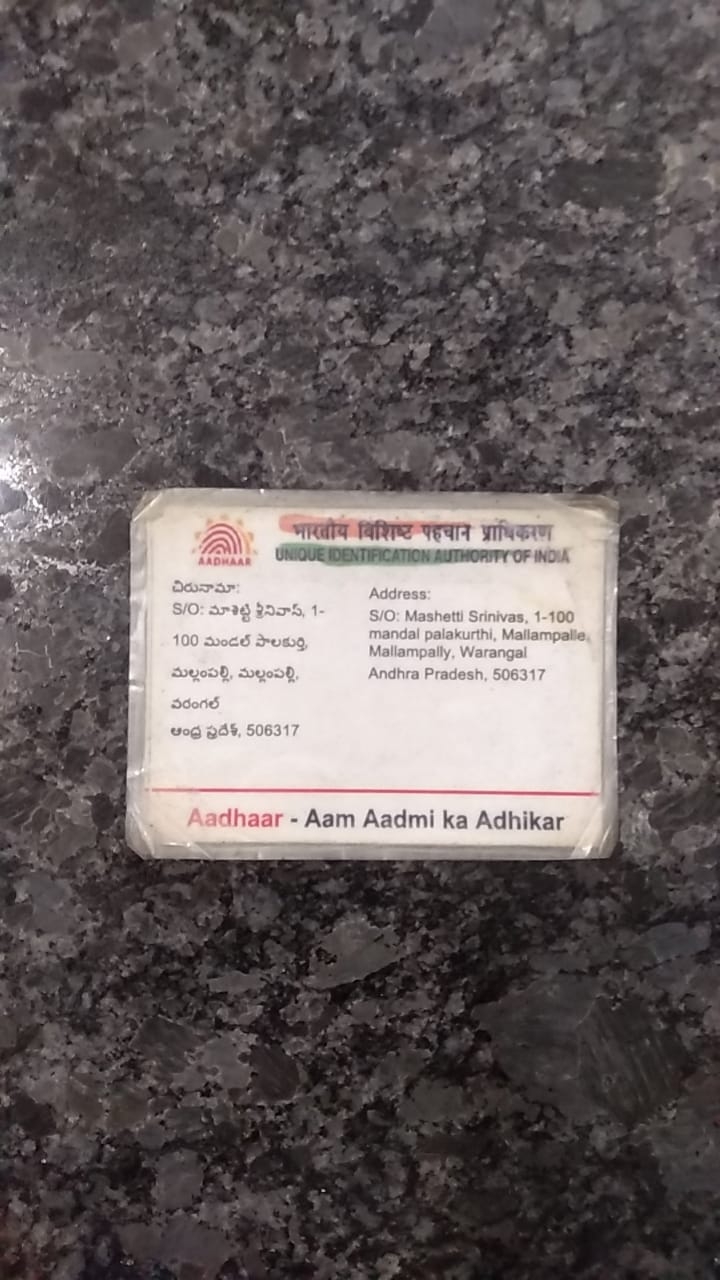 भारतीय विशिष्ट पहचान प्राधिकरण
UNIQUE IDENTIFICATION AUTHORITY OF INDIA
AADHAAR
చిరునామా:
S/O: మాశెట్టి శ్రీనివాస్, 1-
100 మండల్ పాలకుర్తి,
మల్లంపల్లి, మల్లంపల్లి,
వరంగల్
ఆంధ్ర ప్రదేశ్, 506317
Address:
S/O: Mashetti Srinivas, 1-100
mandal palakurthi, Mallampalle,
Mallampally, Warangal
Andhra Pradesh, 506317
Aadhaar - Aam Aadmi ka Adhikar